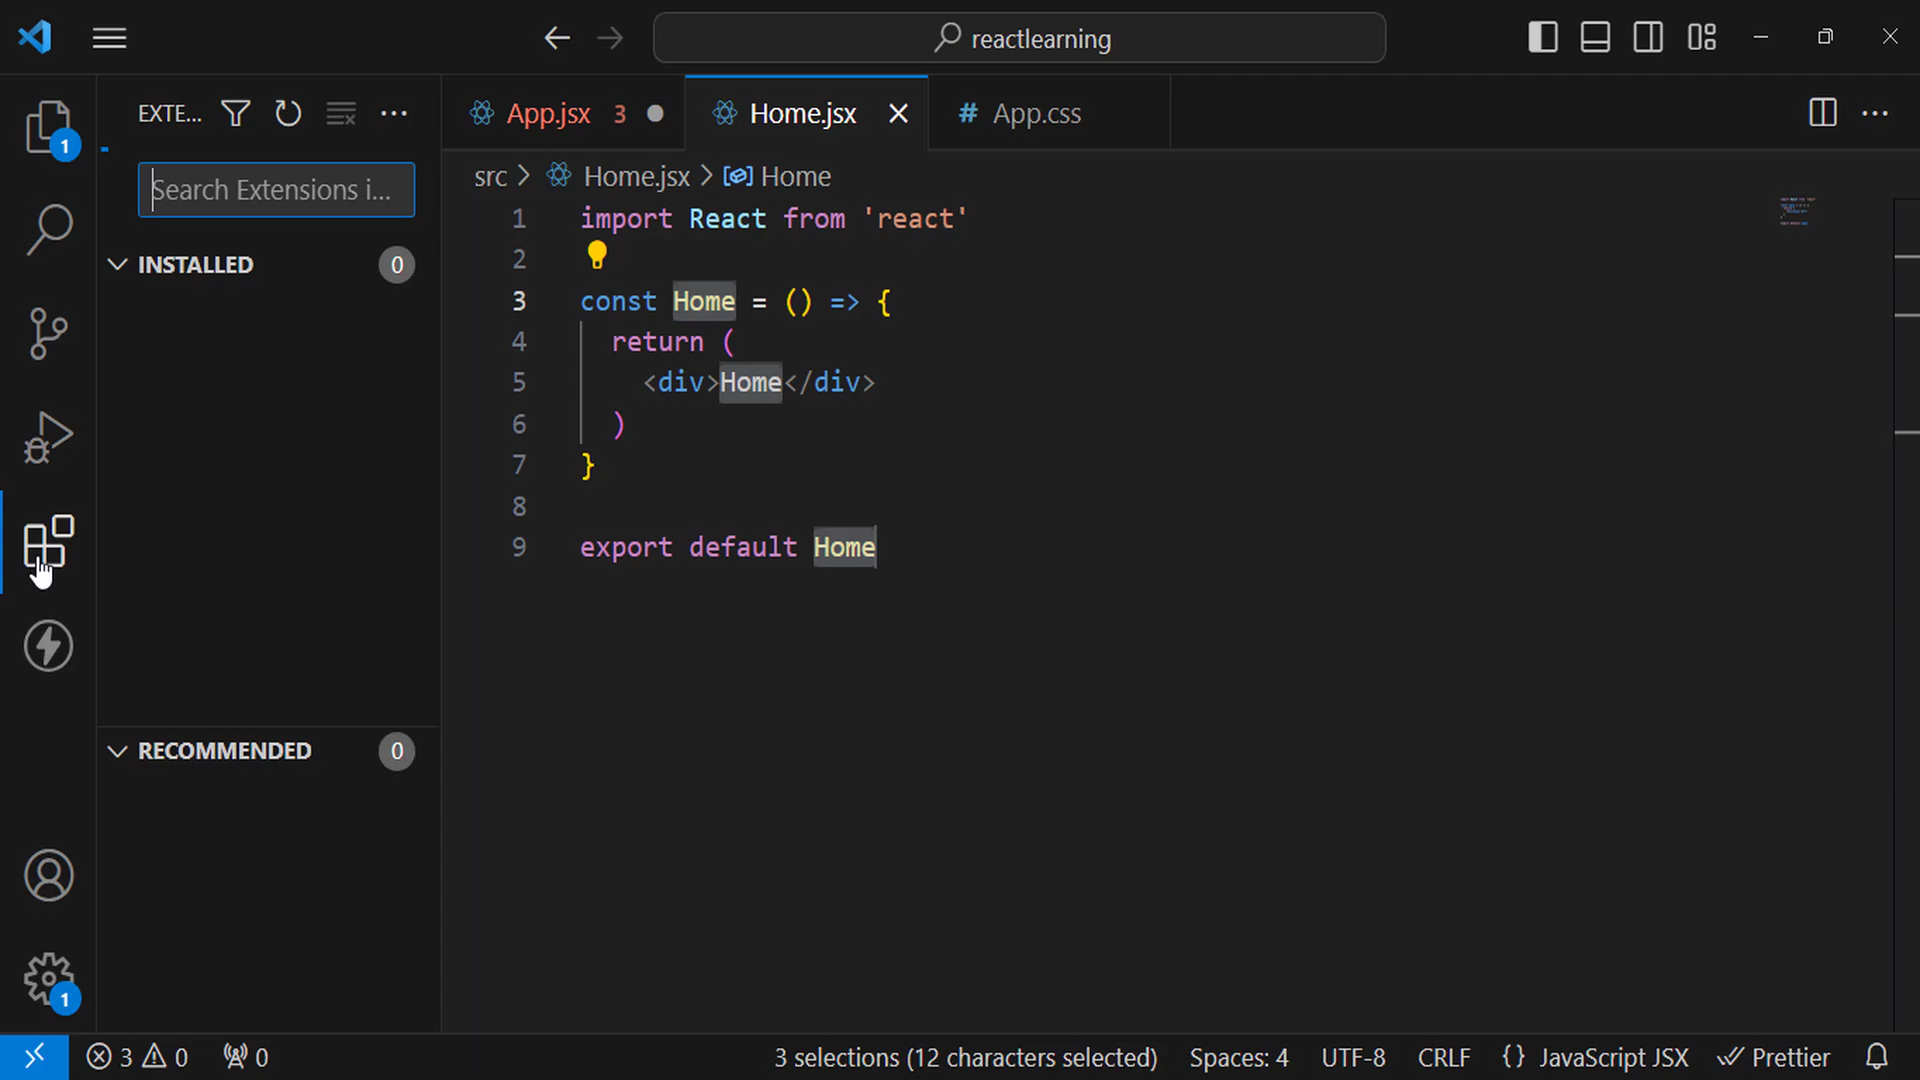 reactlearning
EXTE...
App.jsx 3
Home.jsx
# App.css
1
Search Extensions i...
src > Home.jsx > Home
INSTALLED 0
1 import React from 'react'
2
3 const Home = () => {
4 return (
5 <div>Home</div>
6 )
7 }
8
9 export default Home
RECOMMENDED 0
1
3 0
0
3 selections (12 characters selected)
Spaces: 4
UTF-8
CRLF
{} JavaScript JSX
Prettier